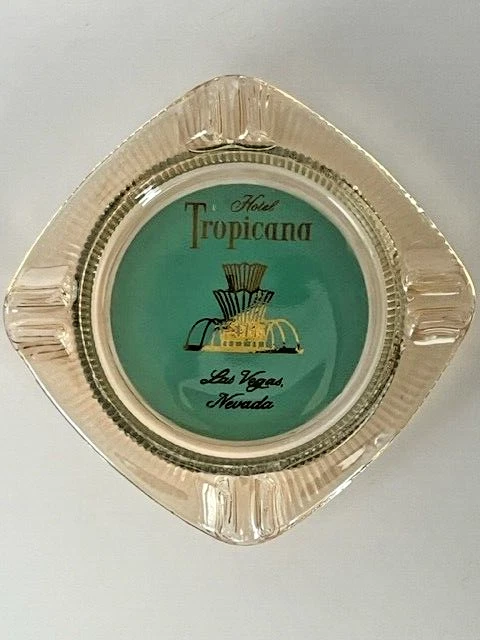 Hotel
Tropicana
Las Vegas,
Nevada